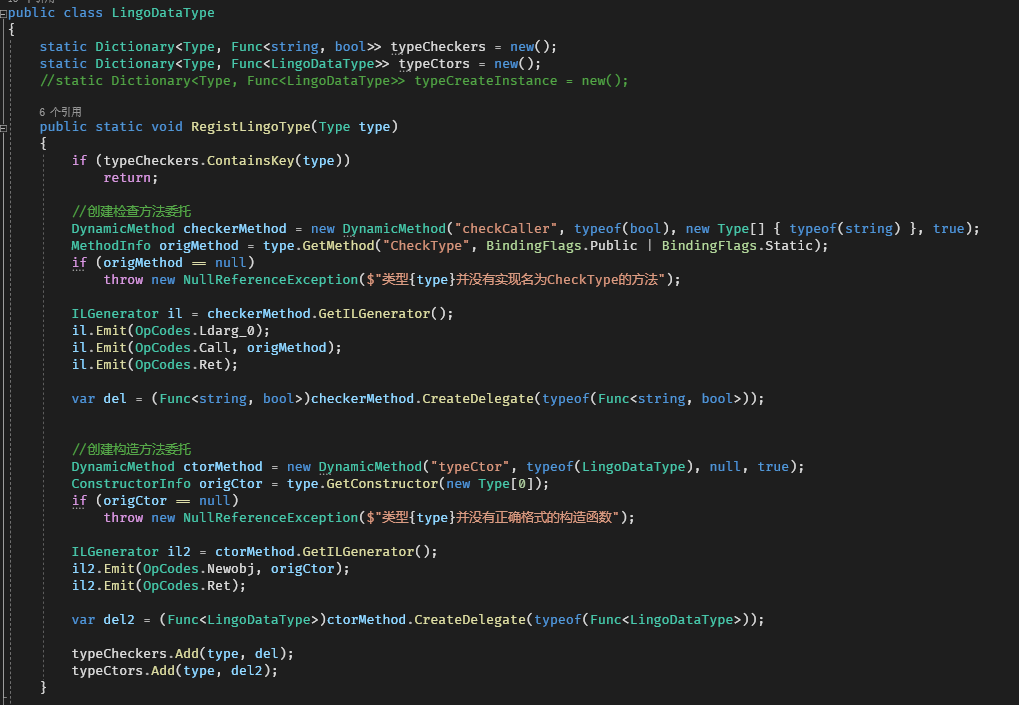 public class LingoDataType
{
    static Dictionary<Type, Func<string, bool>> typeCheckers = new();
    static Dictionary<Type, Func<LingoDataType>> typeCtors = new();
    //static Dictionary<Type, Func<LingoDataType>> typeCreateInstance = new();
    6 个引用
    public static void RegistLingoType(Type type)
    {
        if (typeCheckers.ContainsKey(type))
            return;
        //创建检查方法委托
        DynamicMethod checkerMethod = new DynamicMethod("checkCaller", typeof(bool), new Type[] { typeof(string) }, true);
        MethodInfo origMethod = type.GetMethod("CheckType", BindingFlags.Public | BindingFlags.Static);
        if (origMethod == null)
            throw new NullReferenceException($"类型{type}并没有实现名为CheckType的方法");
        ILGenerator il = checkerMethod.GetILGenerator();
        il.Emit(OpCodes.Ldarg_0);
        il.Emit(OpCodes.Call, origMethod);
        il.Emit(OpCodes.Ret);
        var del = (Func<string, bool>)checkerMethod.CreateDelegate(typeof(Func<string, bool>));
        //创建构造方法委托
        DynamicMethod ctorMethod = new DynamicMethod("typeCtor", typeof(LingoDataType), null, true);
        ConstructorInfo origCtor = type.GetConstructor(new Type[0]);
        if (origCtor == null)
            throw new NullReferenceException($"类型{type}并没有正确格式的构造函数");
        ILGenerator il2 = ctorMethod.GetILGenerator();
        il2.Emit(OpCodes.Newobj, origCtor);
        il2.Emit(OpCodes.Ret);
        var del2 = (Func<LingoDataType>)ctorMethod.CreateDelegate(typeof(Func<LingoDataType>));
        typeCheckers.Add(type, del);
        typeCtors.Add(type, del2);
    }